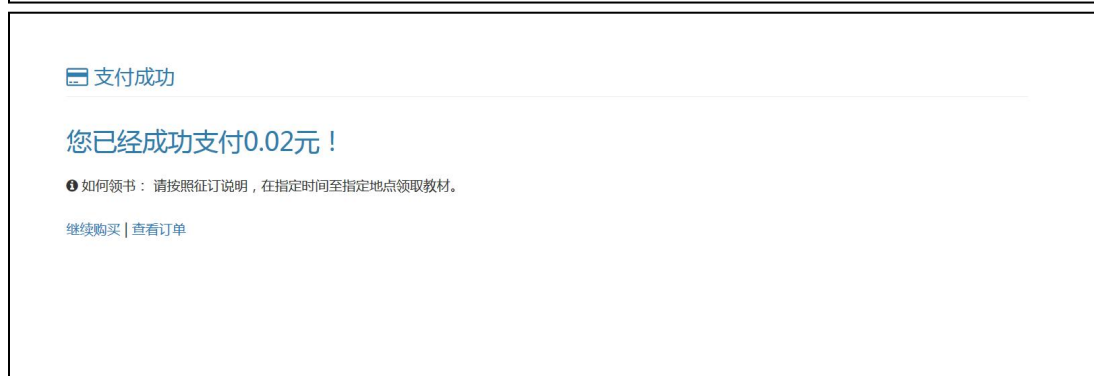 支付成功
您已经成功支付0.02元！
如何领书： 请按照征订说明，在指定时间至指定地点领取教材。
继续购买 | 查看订单